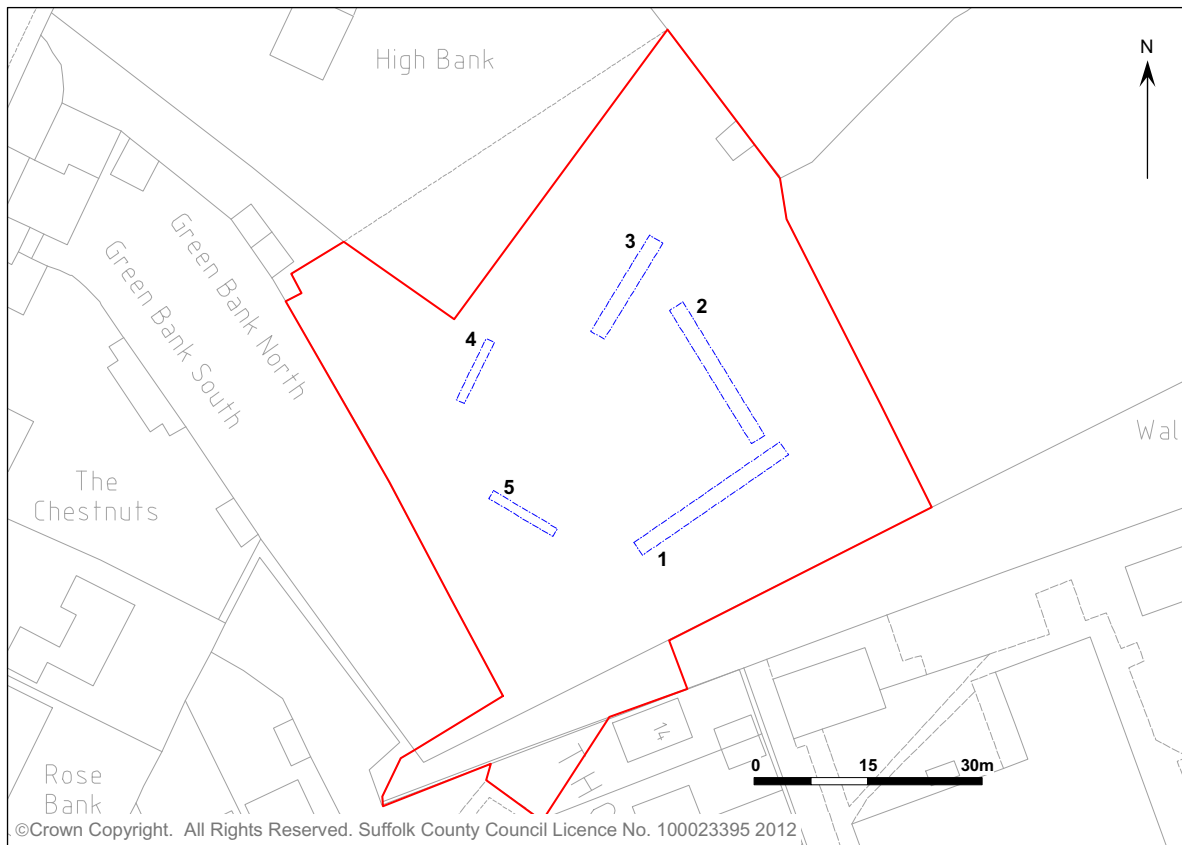 High Bank
N
Green Bank North
Green Bank South
3
2
4
Wal
The
Chestnuts
5
1
14
0 15 30m
Rose
Bank
©Crown Copyright. All Rights Reserved. Suffolk County Council Licence No. 100023395 2012